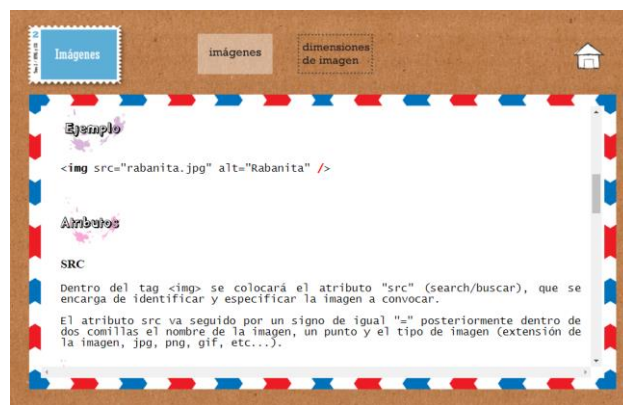 Imágenes
imágenes
dimensiones
de imagen
Ejemplo
<img src="rabanita.jpg" alt="Rabanita" />
Atributos
SRC
Dentro del tag <img> se colocará el atributo "src" (search/buscar), que se
encarga de identificar y especificar la imagen a convocar.
El atributo src va seguido por un signo de igual "=" posteriormente dentro de
dos comillas el nombre de la imagen, un punto y el tipo de imagen (extensión de
la imagen, jpg, png, gif, etc...).